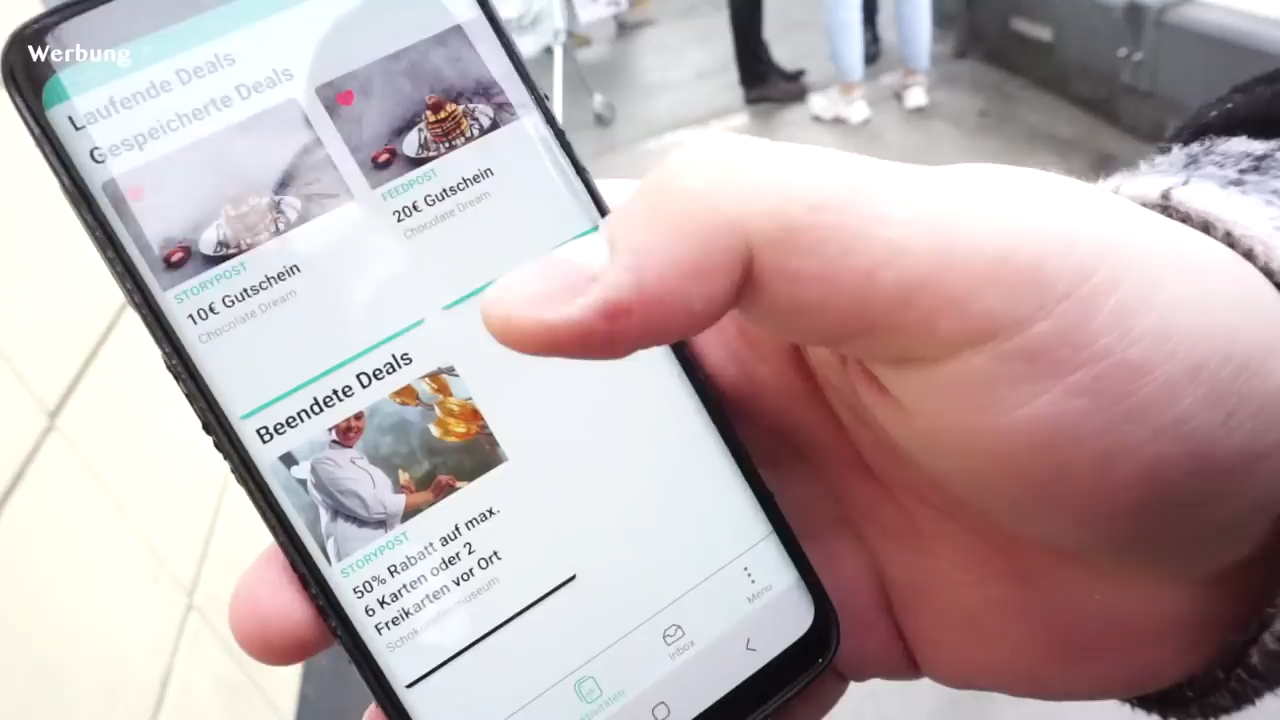 Werbung
Laufende Deals
Gespeicherte Deals
STORYPOST
10€ Gutschein
Chocolate Dream
FEEDPOST
20€ Gutschein
Chocolate Dream
Beendete Deals
STORYPOST
50% Rabatt auf max.
6 Karten oder 2
Freikarten vor Ort
Inbox
Menü